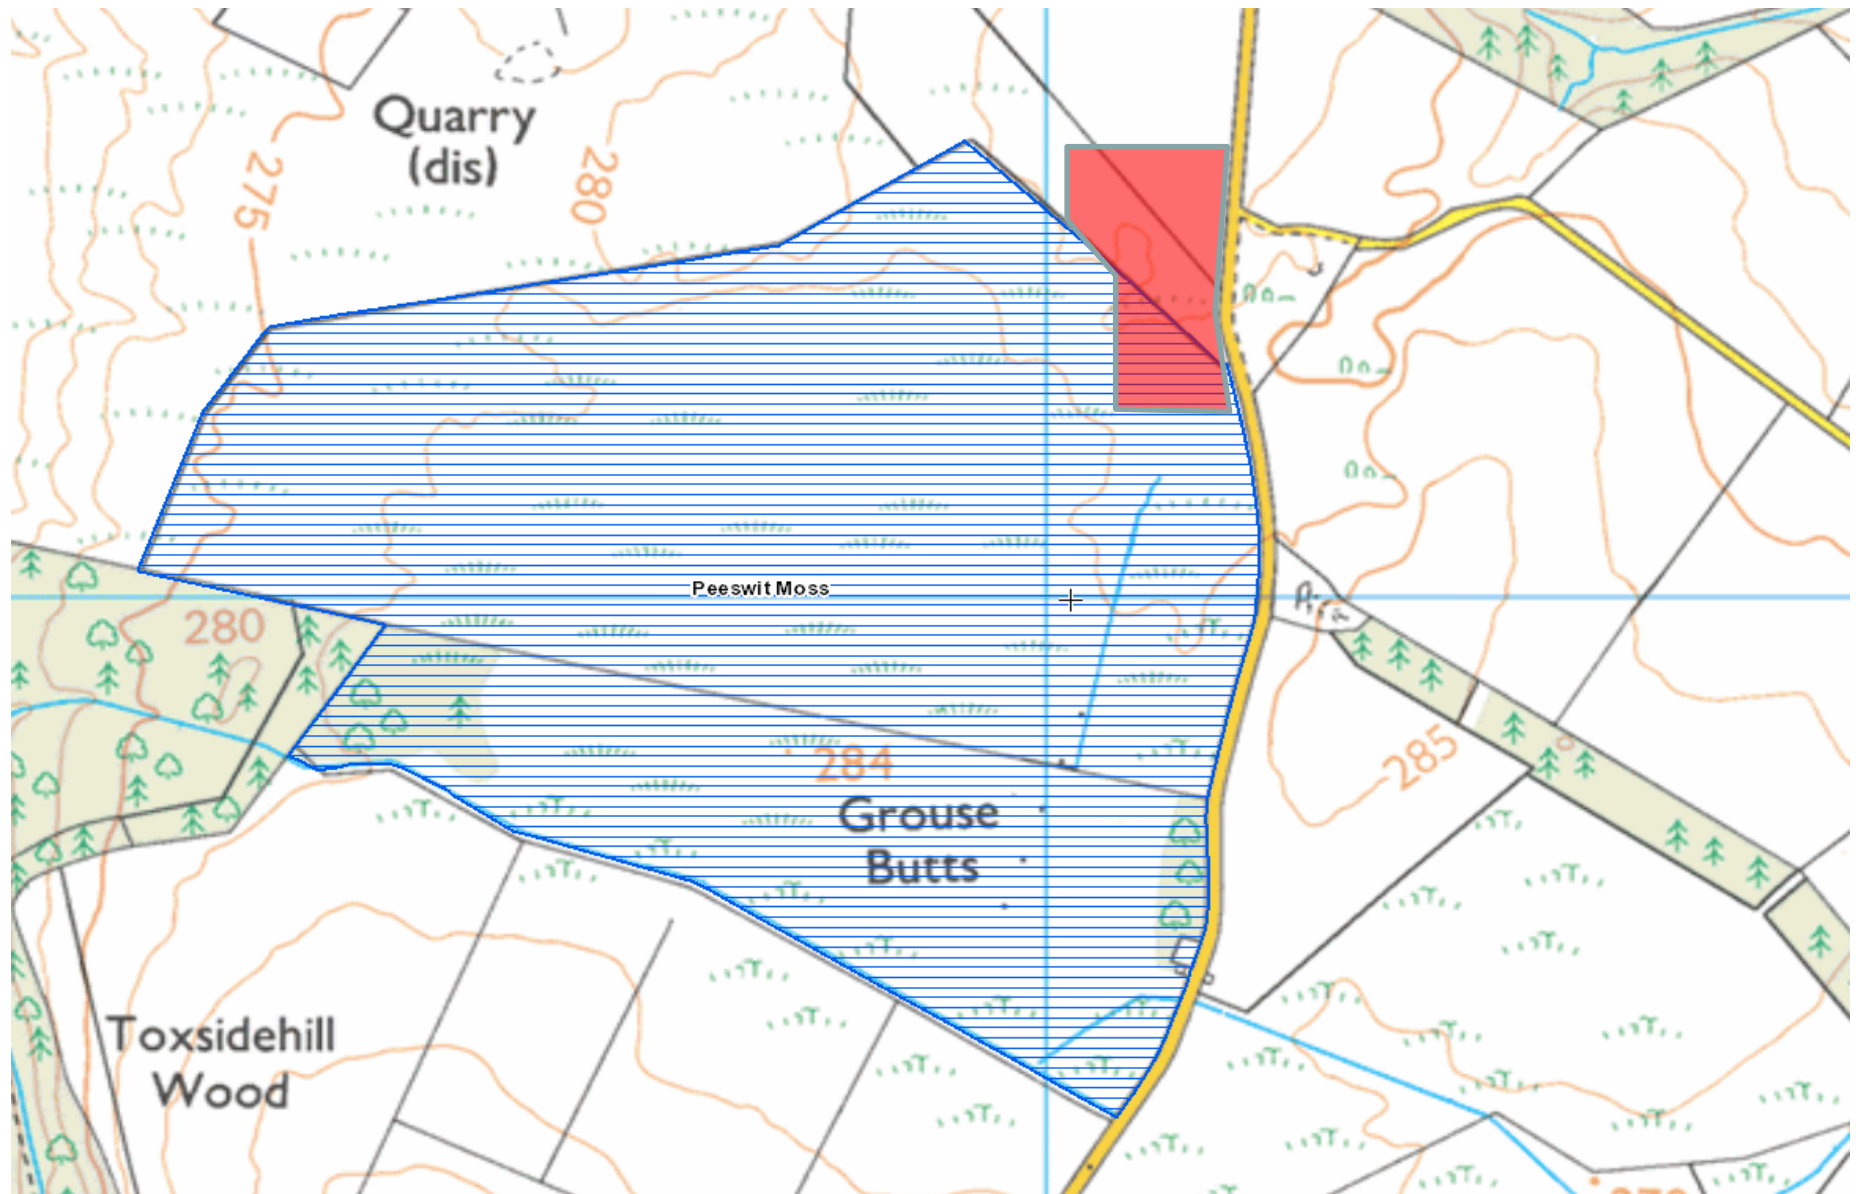 Quarry
(dis)
275
280
Peeswit Moss
280
284
285
Grouse
Butts
Toxsidehill
Wood